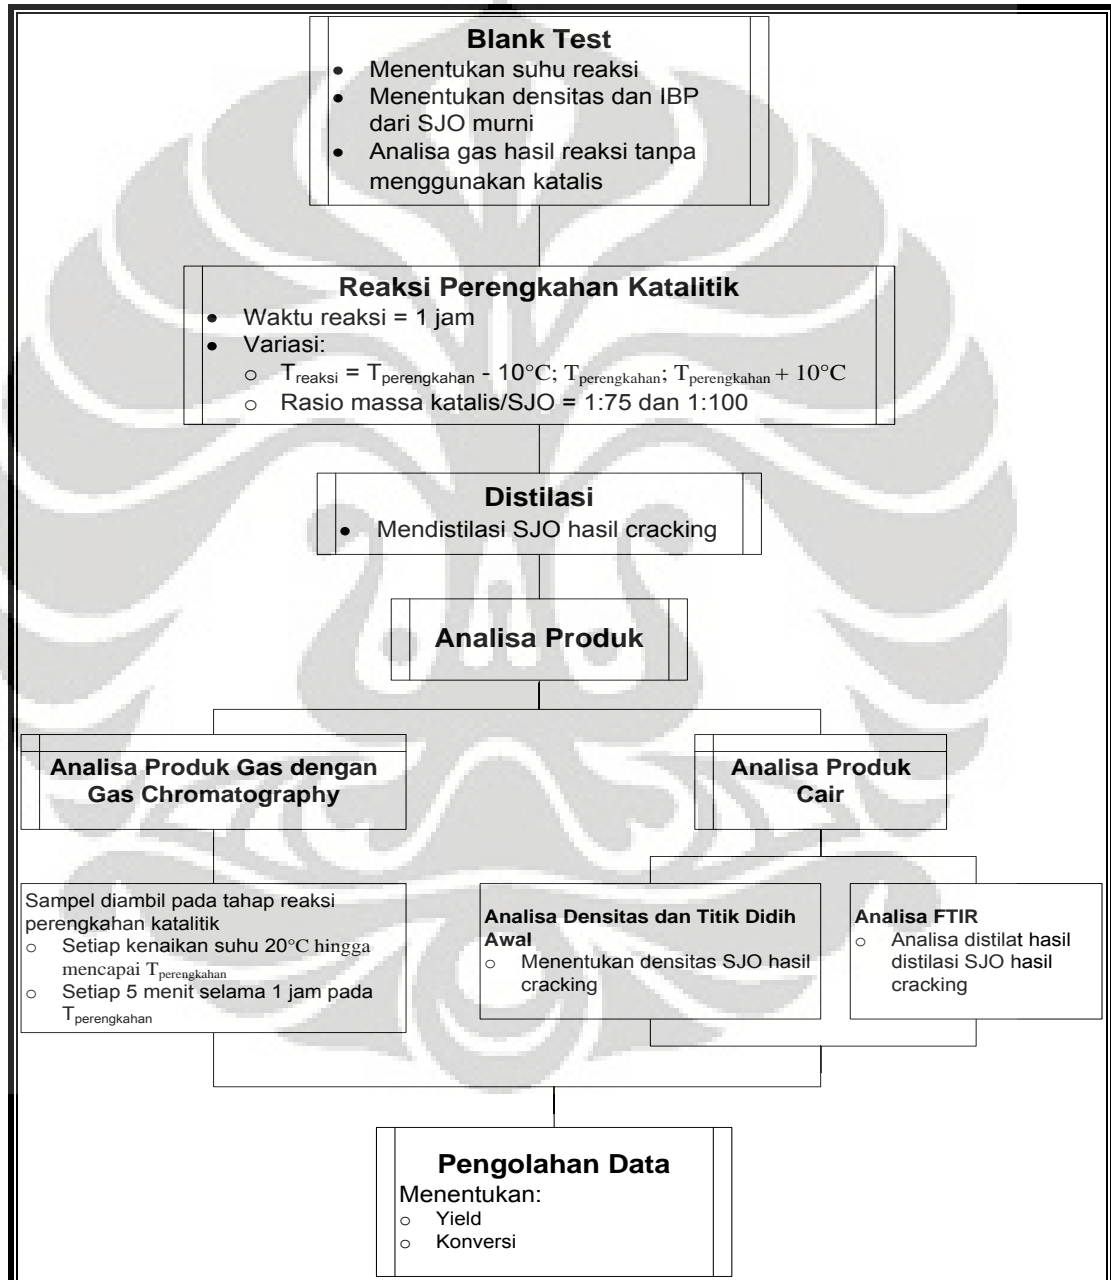 Blank Test
• Menentukan suhu reaksi
• Menentukan densitas dan IBP
dari SJO murni
• Analisa gas hasil reaksi tanpa
menggunakan katalis
Reaksi Perengkahan Katalitik
• Waktu reaksi = 1 jam
• Variasi:
o Treaksi = Tperengkahan - 10°C; Tperengkahan; Tperengkahan + 10°C
o Rasio massa katalis/SJO = 1:75 dan 1:100
Distilasi
• Mendistilasi SJO hasil cracking
Analisa Produk
Analisa Produk Gas dengan
Gas Chromatography
Analisa Produk
Cair
Sampel diambil pada tahap reaksi
perengkahan katalitik
o Setiap kenaikan suhu 20°C hingga
mencapai Tperengkahan
o Setiap 5 menit selama 1 jam pada
Tperengkahan
Analisa Densitas dan Titik Didih
Awal
o Menentukan densitas SJO hasil
cracking
Analisa FTIR
o Analisa distilat hasil
distilasi SJO hasil
cracking
Pengolahan Data
Menentukan:
o Yield
o Konversi